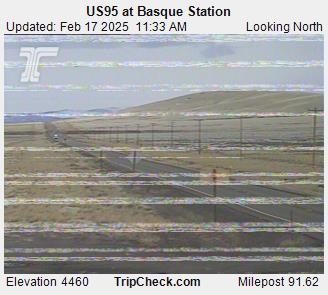 US95 at Basque Station
Updated: Feb 17 2025 11:33 AM Looking North
Elevation 4460 TripCheck.com Milepost 91.62